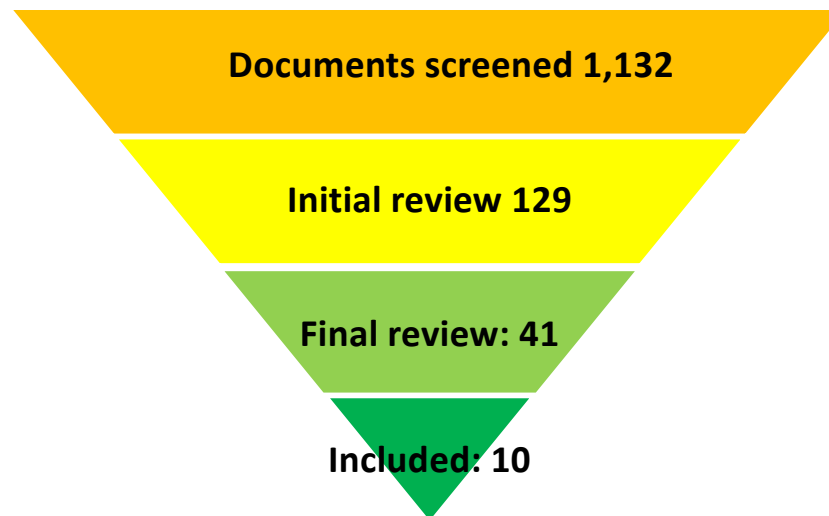 Documents screened 1,132
Initial review 129
Final review: 41
Included: 10